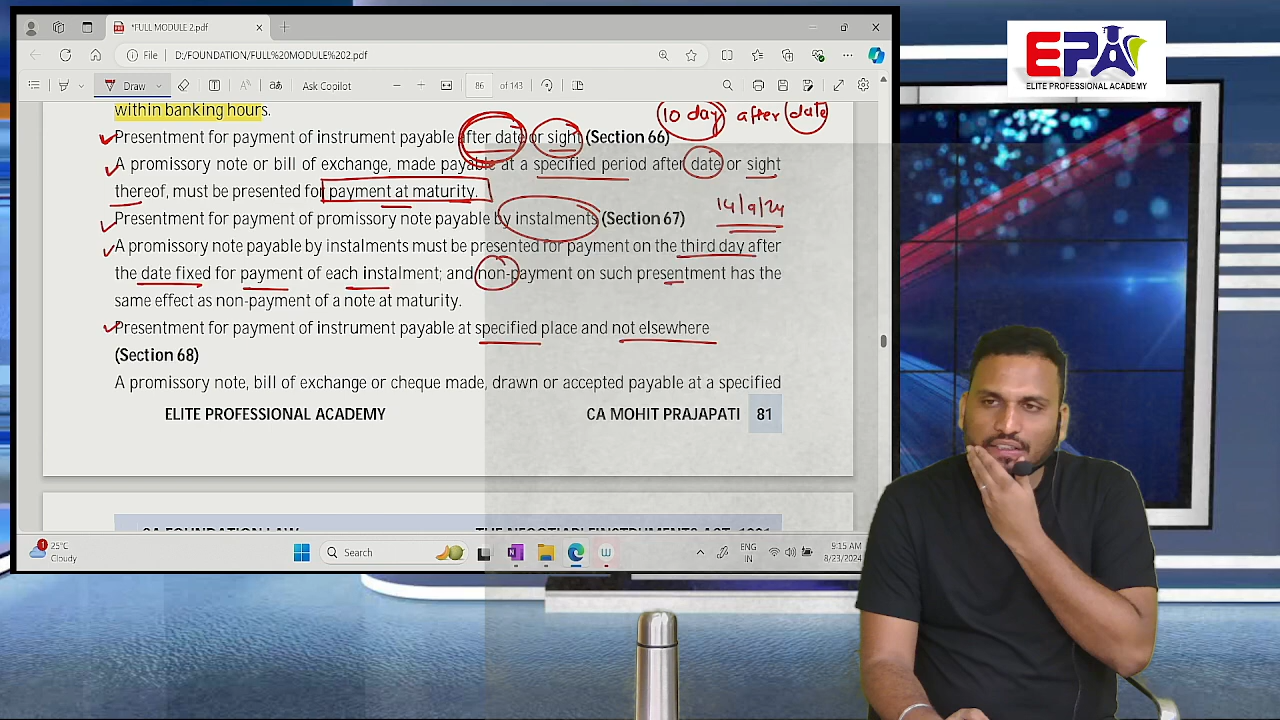 *FULL MODULE 2.pdf
File
D:/FOUNDATION/FULL%20MODULE
Draw
Ask Copilot
86
of 143
EPA
ELITE PROFESSIONAL ACADEMY
within banking hours.
10 day after date
Presentment for payment of instrument payable after date or sight (Section 66)
A promissory note or bill of exchange, made payable at a specified period after date or sight
thereof, must be presented for payment at maturity.
14/9/24
Presentment for payment of promissory note payable by instalments (Section 67)
A promissory note payable by instalments must be presented for payment on the third day after
the date fixed for payment of each instalment; and non-payment on such presentment has the
same effect as non-payment of a note at maturity.
Presentment for payment of instrument payable at specified place and not elsewhere
(Section 68)
A promissory note, bill of exchange or cheque made, drawn or accepted payable at a specified
ELITE PROFESSIONAL ACADEMY
CA MOHIT PRAJAPATI 81
25°C
Cloudy
Search
ENG
IN
9:15 AM
8/23/2024